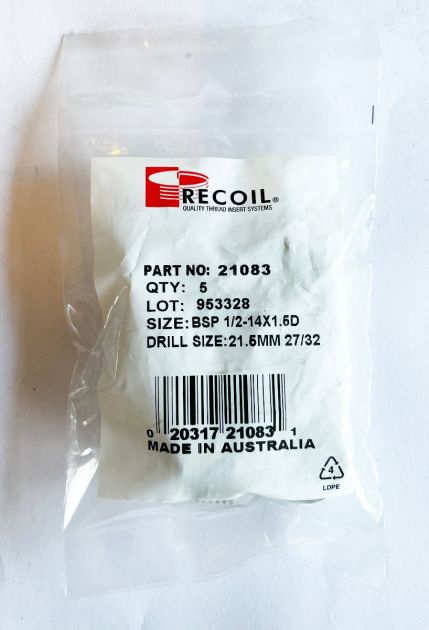 RECOIL®
QUALITY THREAD INSERT SYSTEMS
PART NO: 21083
QTY: 5
LOT: 953328
SIZE: BSP 1/2-14X1.5D
DRILL SIZE: 21.5MM 27/32
0 20317 21083 1
MADE IN AUSTRALIA
4
LDPE